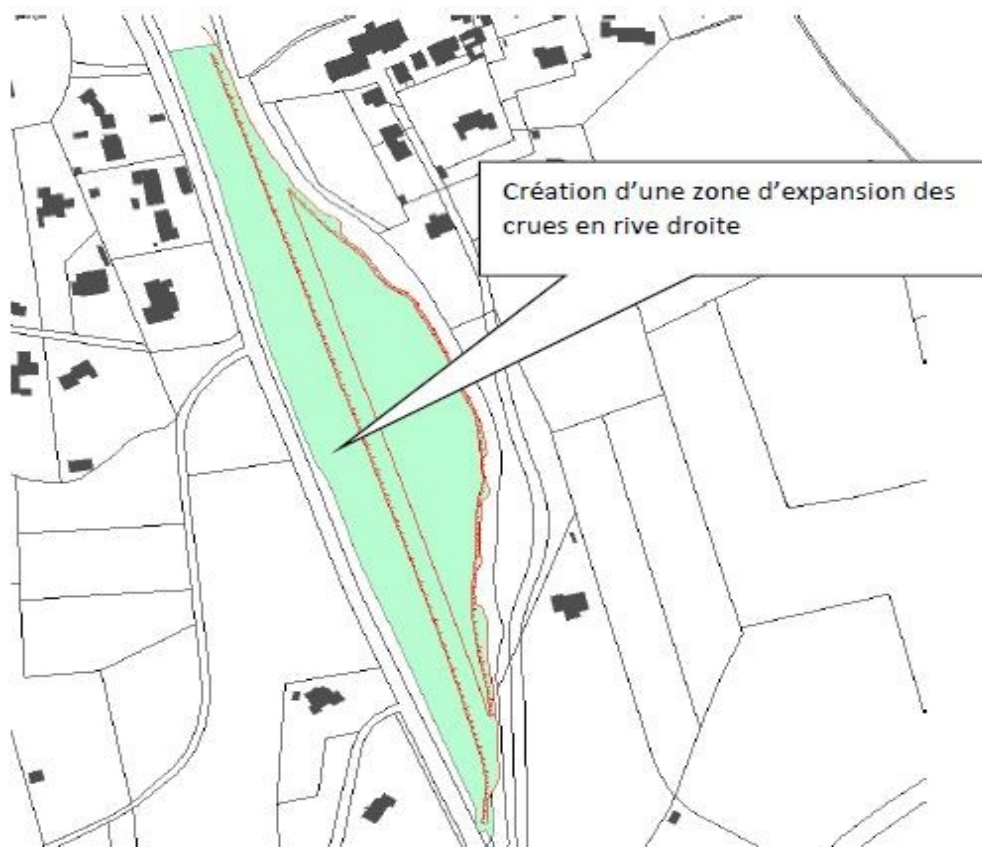 Création d’une zone d’expansion des
crues en rive droite